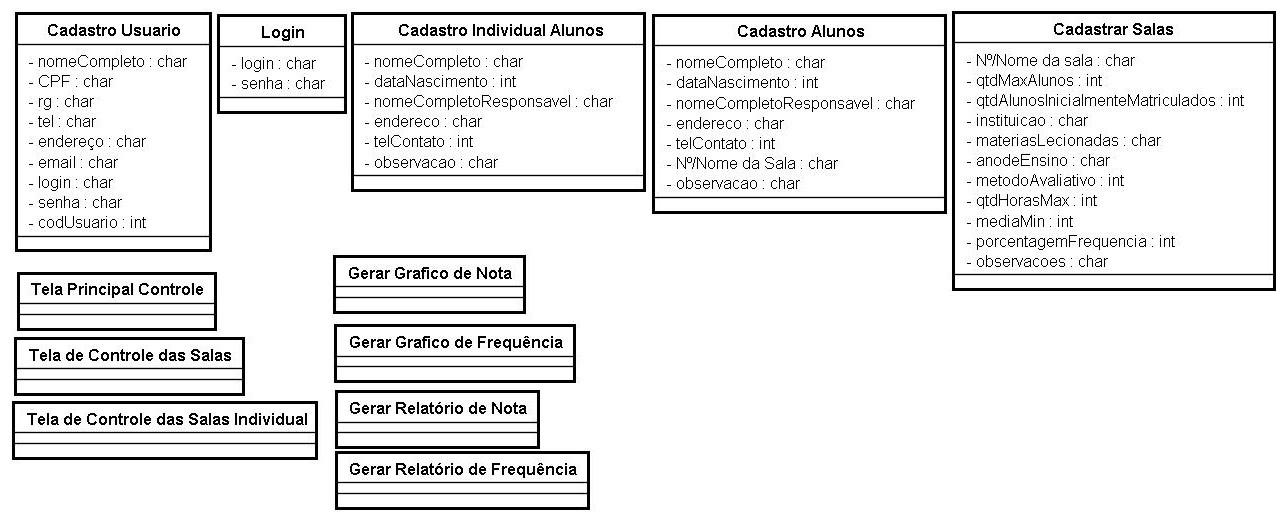 Cadastro Usuario
- nomeCompleto : char
- CPF : char
- rg : char
- tel : char
- endereço : char
- email : char
- login : char
- senha : char
- codUsuario : int
Login
- login : char
- senha : char
Cadastro Individual Alunos
- nomeCompleto : char
- dataNascimento : int
- nomeCompletoResponsavel : char
- endereco : char
- telContato : int
- observacao : char
Cadastro Alunos
- nomeCompleto : char
- dataNascimento : int
- nomeCompletoResponsavel : char
- endereco : char
- telContato : int
- Nº/Nome da Sala : char
- observacao : char
Cadastrar Salas
- Nº/Nome da sala : char
- qtdMaxAlunos : int
- qtdAlunosInicialmenteMatriculados : int
- instituicao : char
- materiasLecionadas : char
- anodeEnsino : char
- metodoAvaliativo : int
- qtdHorasMax : int
- mediaMin : int
- porcentagemFrequencia : int
- observacoes : char
Tela Principal Controle
Tela de Controle das Salas
Tela de Controle das Salas Individual
Gerar Grafico de Nota
Gerar Grafico de Frequência
Gerar Relatório de Nota
Gerar Relatório de Frequência